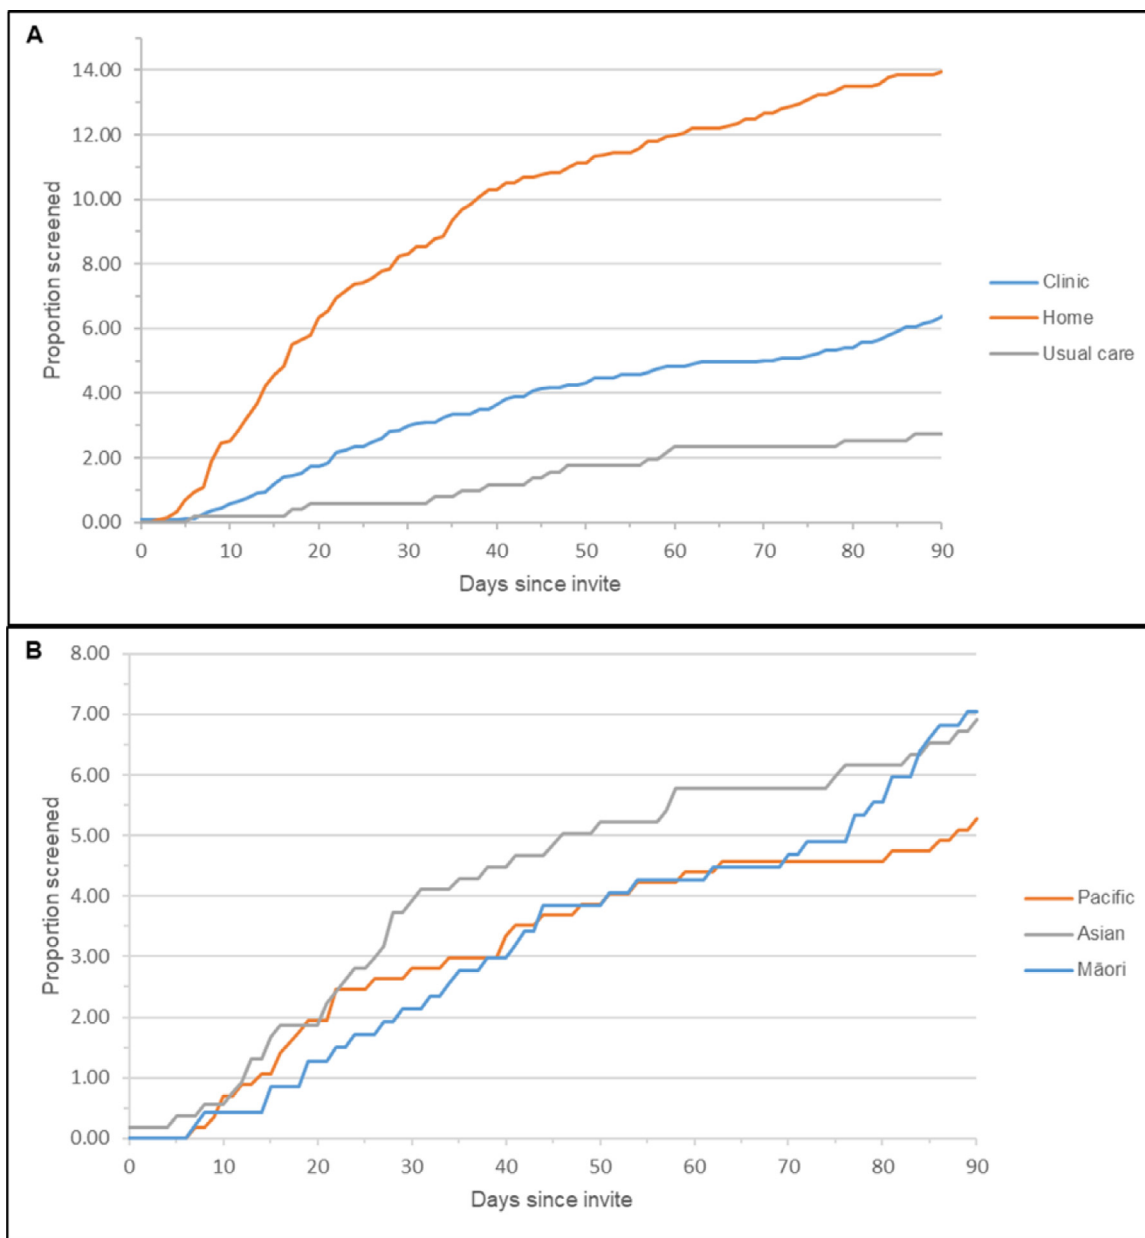 A
14.00
12.00
10.00
8.00
6.00
4.00
2.00
0.00
Proportion screened
0 10 20 30 40 50 60 70 80 90
Days since invite
Clinic
Home
Usual care
B
8.00
7.00
6.00
5.00
4.00
3.00
2.00
1.00
0.00
Proportion screened
0 10 20 30 40 50 60 70 80 90
Days since invite
Pacific
Asian
Māori